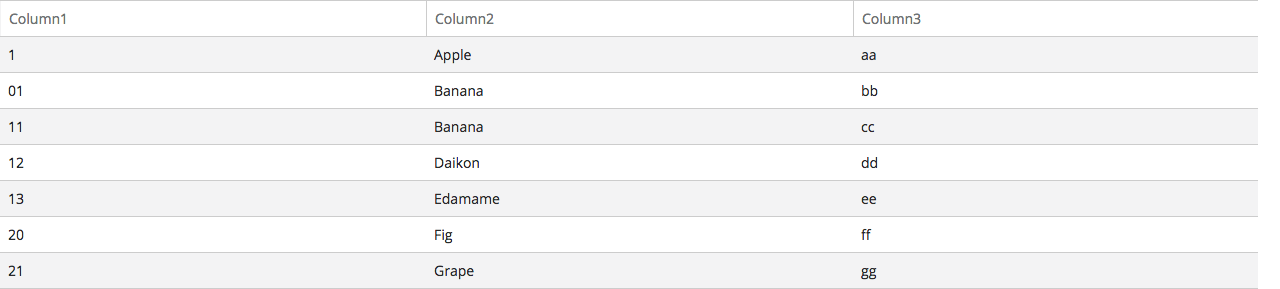 Column1 Column2 Column3
1 Apple aa
01 Banana bb
11 Banana cc
12 Daikon dd
13 Edamame ee
20 Fig ff
21 Grape gg